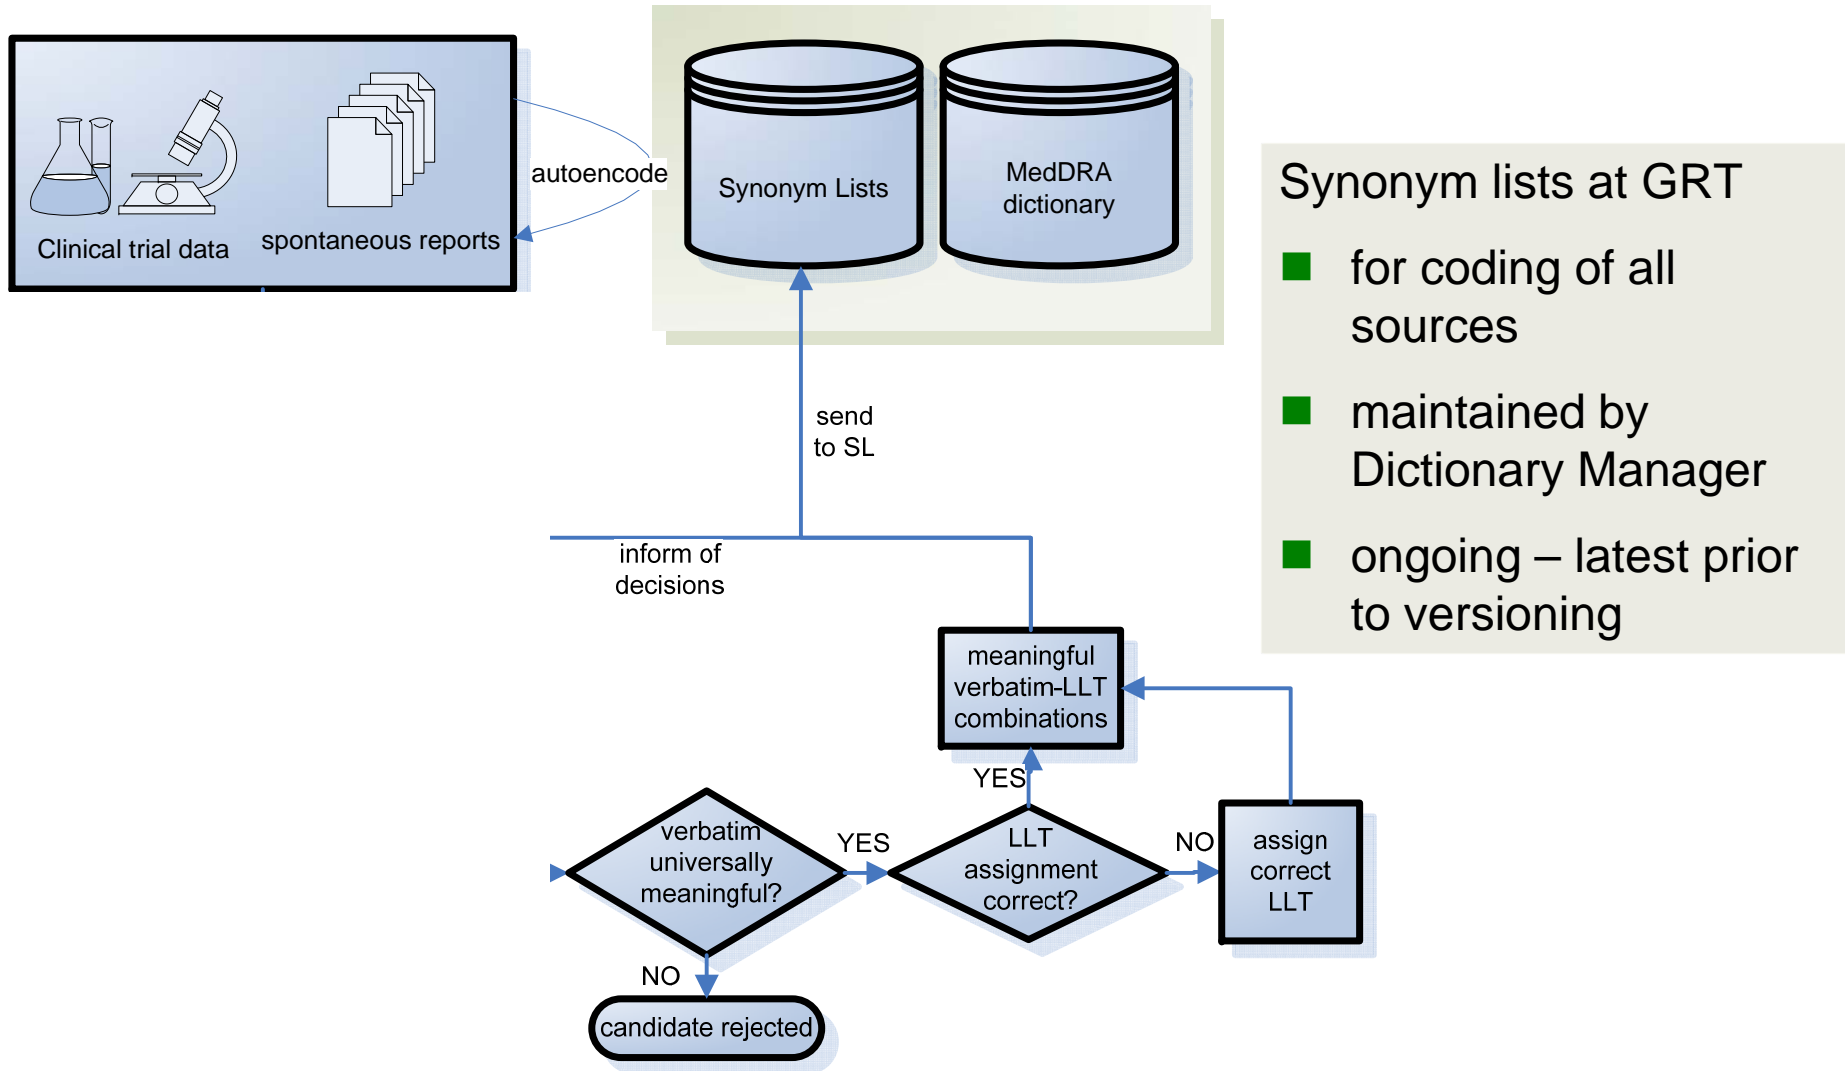 Clinical trial data
spontaneous reports
autoencode
Synonym Lists
MedDRA
dictionary
Synonym lists at GRT
for coding of all
sources
maintained by
Dictionary Manager
ongoing – latest prior
to versioning
send
to SL
inform of
decisions
meaningful
verbatim-LLT
combinations
YES
verbatim
universally
meaningful?
YES
LLT
assignment
correct?
NO
assign
correct
LLT
NO
candidate rejected